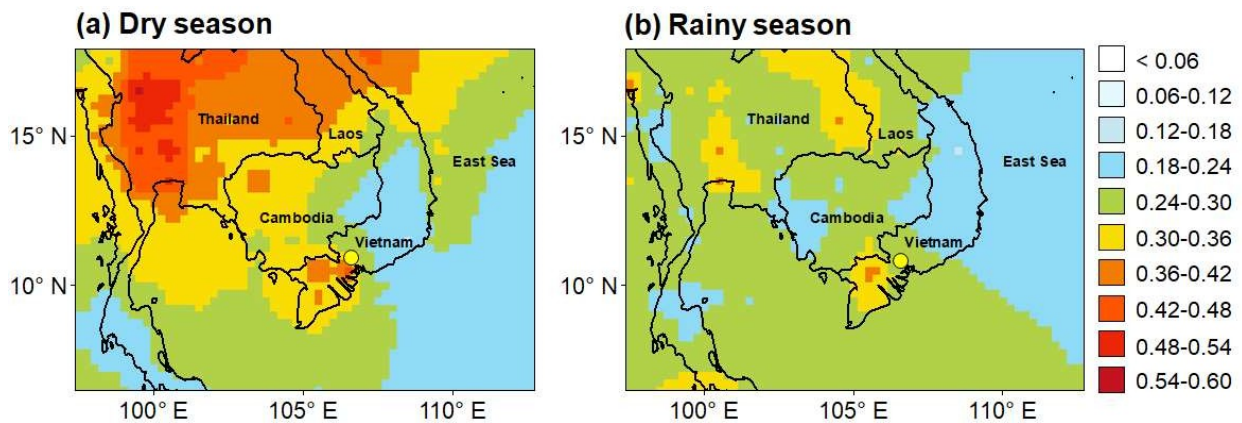 (a) Dry season
(b) Rainy season
15° N
10° N
100° E
105° E
110° E
Thailand
Laos
East Sea
Cambodia
Vietnam
15° N
10° N
100° E
105° E
110° E
Thailand
Laos
East Sea
Cambodia
Vietnam
< 0.06
0.06-0.12
0.12-0.18
0.18-0.24
0.24-0.30
0.30-0.36
0.36-0.42
0.42-0.48
0.48-0.54
0.54-0.60